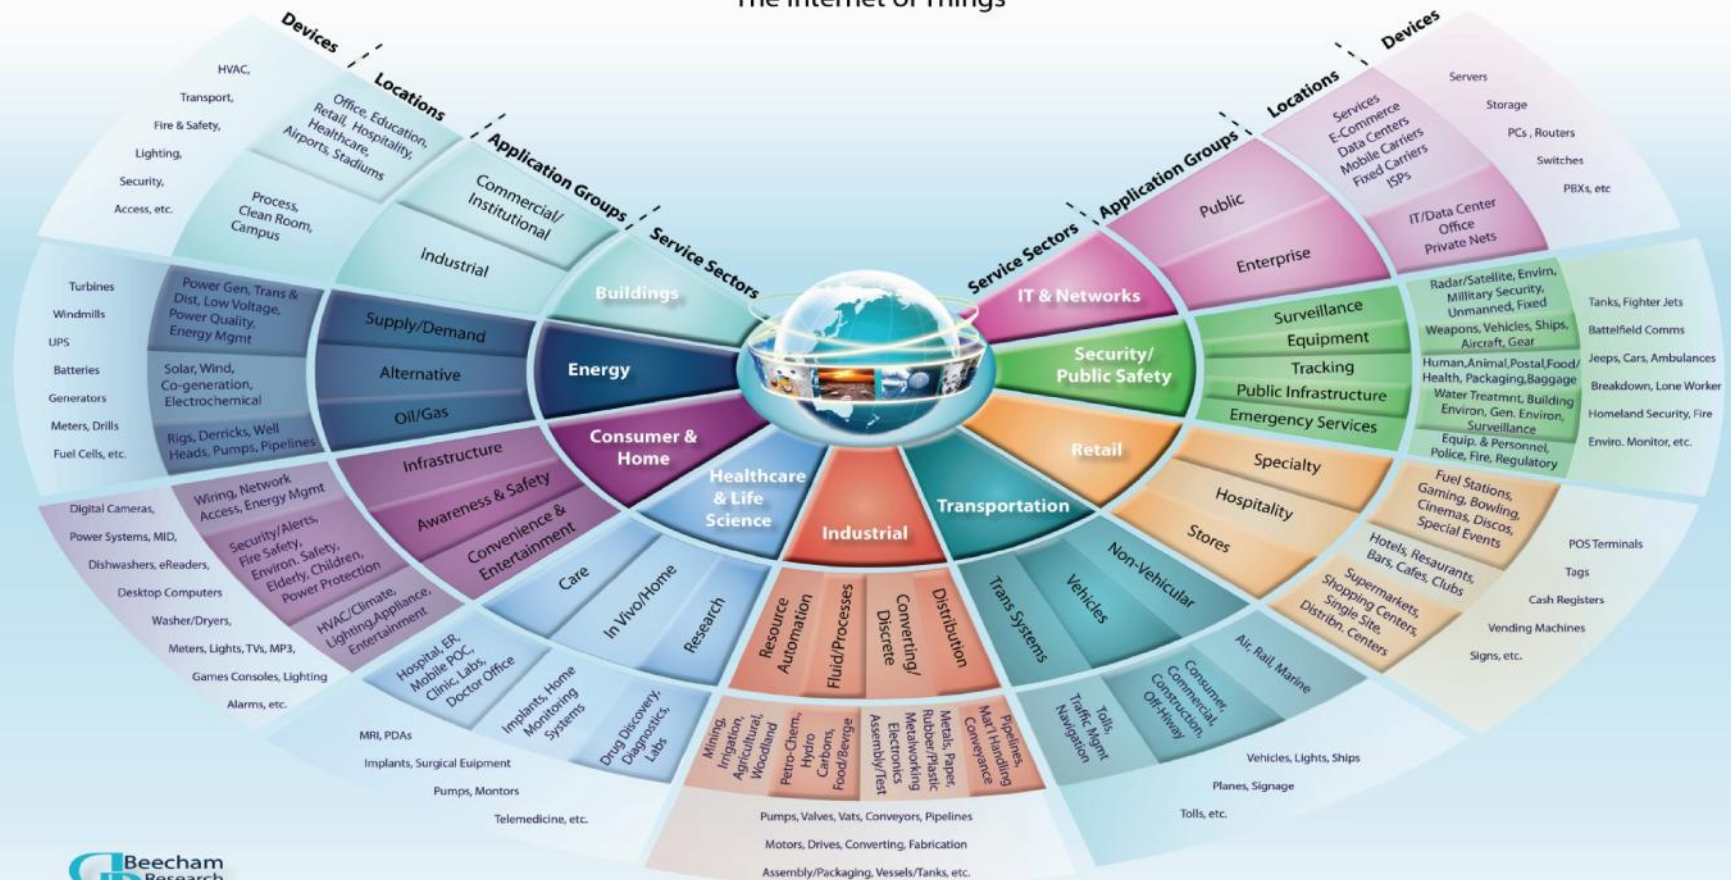 The Internet of Things
Devices
Locations
Application Groups
Service Sectors
HVAC,
Transport,
Fire & Safety,
Lighting,
Security,
Access, etc.
Office, Education,
Retail, Hospitality,
Healthcare,
Airports, Stadiums
Process,
Clean Room,
Campus
Commercial/
Institutional
Industrial
Buildings
Turbines
Windmills
UPS
Batteries
Generators
Meters, Drills
Fuel Cells, etc.
Power Gen, Trans &
Dist, Low Voltage,
Power Quality,
Energy Mgmt
Solar, Wind,
Co-generation,
Electrochemical
Rigs, Derricks, Well
Heads, Pumps, Pipelines
Supply/Demand
Alternative
Oil/Gas
Energy
Digital Cameras,
Power Systems, MID,
Dishwashers, eReaders,
Desktop Computers
Washer/Dryers,
Meters, Lights, TVs, MP3,
Games Consoles, Lighting
Alarms, etc.
Wiring, Network
Access, Energy Mgmt
Security/Alerts,
Fire Safety,
Environ. Safety,
Elderly, Children,
Power Protection
HVAC/Climate,
Lighting,Appliance,
Entertainment
Infrastructure
Awareness & Safety
Convenience &
Entertainment
Consumer &
Home
MRI, PDAs
Implants, Surgical Euipment
Pumps, Montors
Telemedicine, etc.
Hospital, ER,
Mobile POC,
Clinic, Labs,
Doctor Office
Implants, Home
Monitoring
Systems
Drug Discovery,
Diagnostics,
Labs
Care
In Vivo/Home
Research
Healthcare
& Life
Science
Industrial
Resource
Automation
Fluid/Processes
Converting/
Discrete
Distribution
Mining,
Irrigation,
Agricultural,
Woodland
Petro-Chem.,
Hydro
Carbons,
Food/Bevrge
Metals, Paper,
Rubber/Plastic
Metalworking
Electronics
Assembly/Test
Pipelines,
Mat'l Handling
Conveyance
Pumps, Valves, Vats, Conveyors, Pipelines
Motors, Drives, Converting, Fabrication
Assembly/Packaging, Vessels/Tanks, etc.
Transportation
Trans Systems
Vehicles
Non-Vehicular
Tolls,
Traffic Mgmt
Navigation
Consumer,
Commercial,
Construction,
Off-Hiway
Air, Rail, Marine
Vehicles, Lights, Ships
Planes, Signage
Tolls, etc.
Retail
Specialty
Hospitality
Stores
Fuel Stations,
Gaming, Bowling,
Cinemas, Discos,
Special Events
Hotels, Resaurants,
Bars, Cafes, Clubs
Supermarkets,
Shopping Centers,
Single Site,
Distribn. Centers
POS Terminals
Tags
Cash Registers
Vending Machines
Signs, etc.
Security/
Public Safety
Surveillance
Equipment
Tracking
Public Infrastructure
Emergency Services
Radar/Satellite, Envirn,
Millitary Security,
Unmanned, Fixed
Weapons, Vehicles, Ships,
Aircraft, Gear
Human,Animal,Postal,Food/
Health, Packaging,Baggage
Water Treatmnt, Building
Environ, Gen. Environ,
Surveillance
Equip. & Personnel,
Police, Fire, Regulatory
Tanks, Fighter Jets
Battelfield Comms
Jeeps, Cars, Ambulances
Breakdown, Lone Worker
Homeland Security, Fire
Enviro. Monitor, etc.
IT & Networks
Public
Enterprise
Services
E-Commerce
Data Centers
Mobile Carriers
Fixed Carriers
ISPs
IT/Data Center
Office
Private Nets
Servers
Storage
PCs , Routers
Switches
PBXs, etc
Service Sectors
Application Groups
Locations
Devices
Beecham
Research